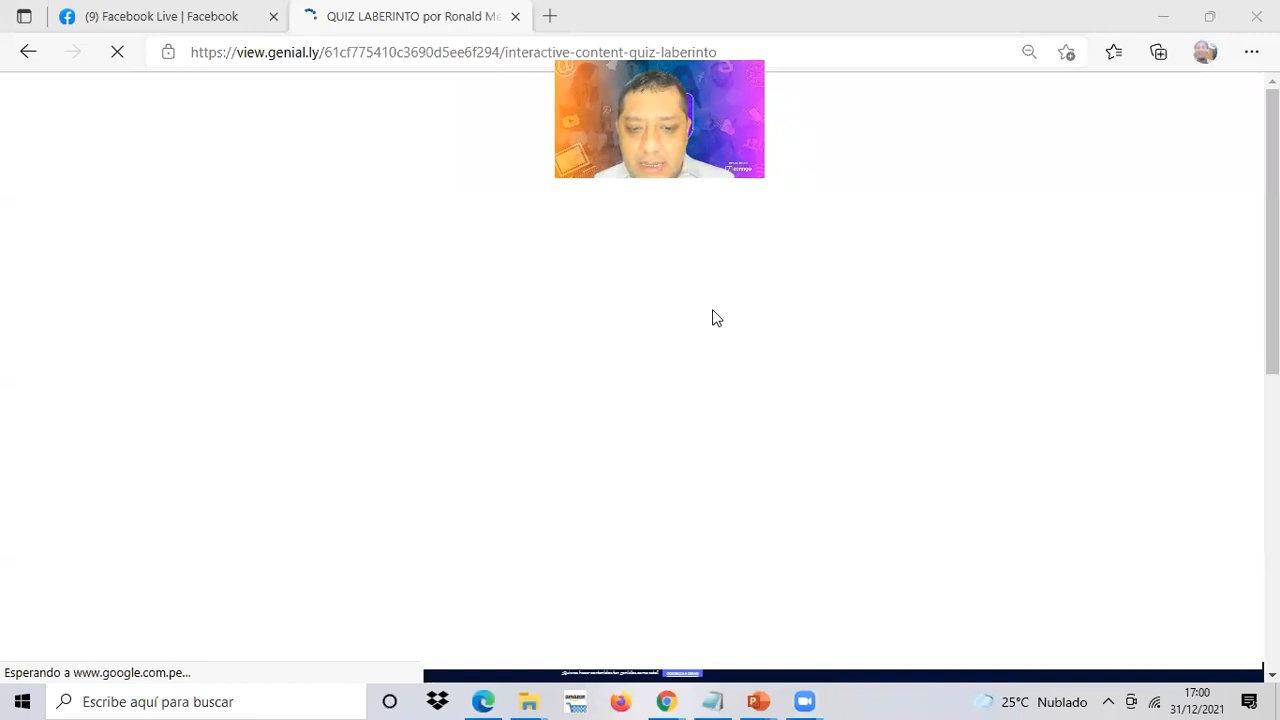 (9) Facebook Live | Facebook
QUIZ LABERINTO por Ronald Me
https://view.genial.ly/61cf775410c3690d5ee6f294/interactive-content-quiz-laberinto
Esperando a www.google.com.pe...
Escribe aquí para buscar
25°C Nublado
17:00
31/12/2021